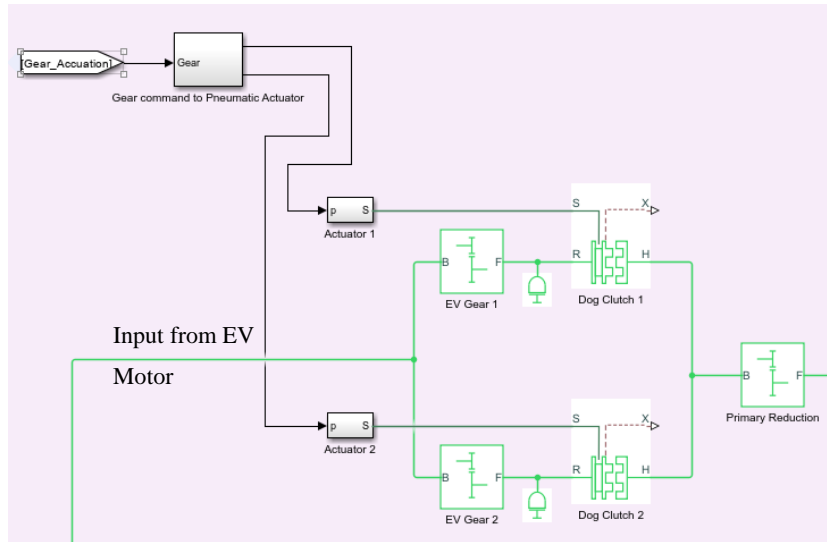 [Gear_Accuation]
Gear
Gear command to Pneumatic Actuator
p S
Actuator 1
S X
B F
EV Gear 1
R H
Dog Clutch 1
Input from EV
Motor
B F
Primary Reduction
p S
Actuator 2
S X
B F
EV Gear 2
R H
Dog Clutch 2